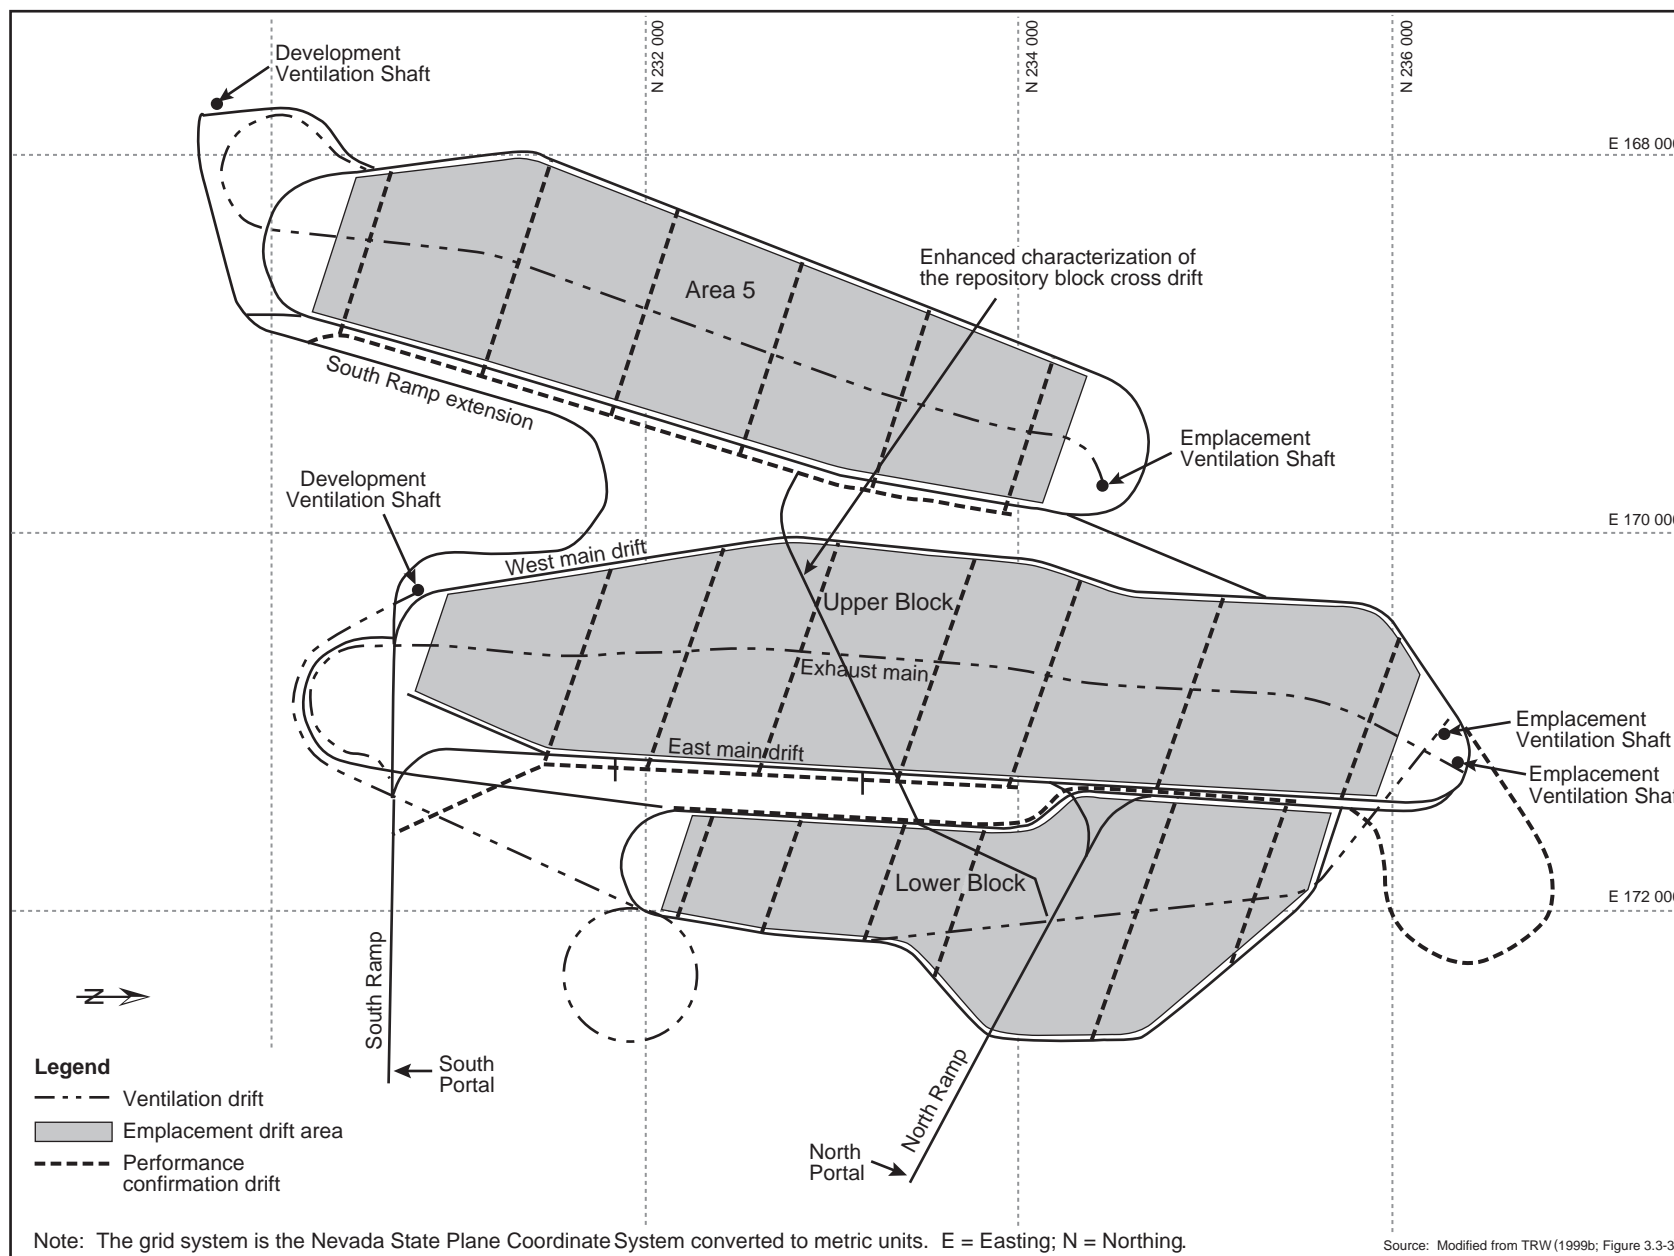 Development
Ventilation Shaft
N 232 000
N 234 000
N 236 000
E 168 000
Enhanced characterization of
the repository block cross drift
Area 5
South Ramp extension
Emplacement
Ventilation Shaft
Development
Ventilation Shaft
E 170 000
West main drift
Upper Block
Exhaust main
Emplacement
Ventilation Shaft
East main drift
Emplacement
Ventilation Shaft
Lower Block
E 172 000
South Ramp
N
South
Portal
North Ramp
North
Portal
Legend
Ventilation drift
Emplacement drift area
Performance
confirmation drift
Note: The grid system is the Nevada State Plane Coordinate System converted to metric units. E = Easting; N = Northing.
Source: Modified from TRW (1999b; Figure 3.3-3